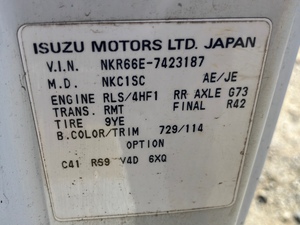 ISUZU MOTORS LTD. JAPAN
V.I.N. NKR66E-7423187
M.D. NKC1SC AE/JE
ENGINE RLS/4HF1 RR AXLE G73
TRANS. RMT FINAL R42
TIRE 9YE
B.COLOR/TRIM 729/114
OPTION
C41 R69 V4D 6XQ